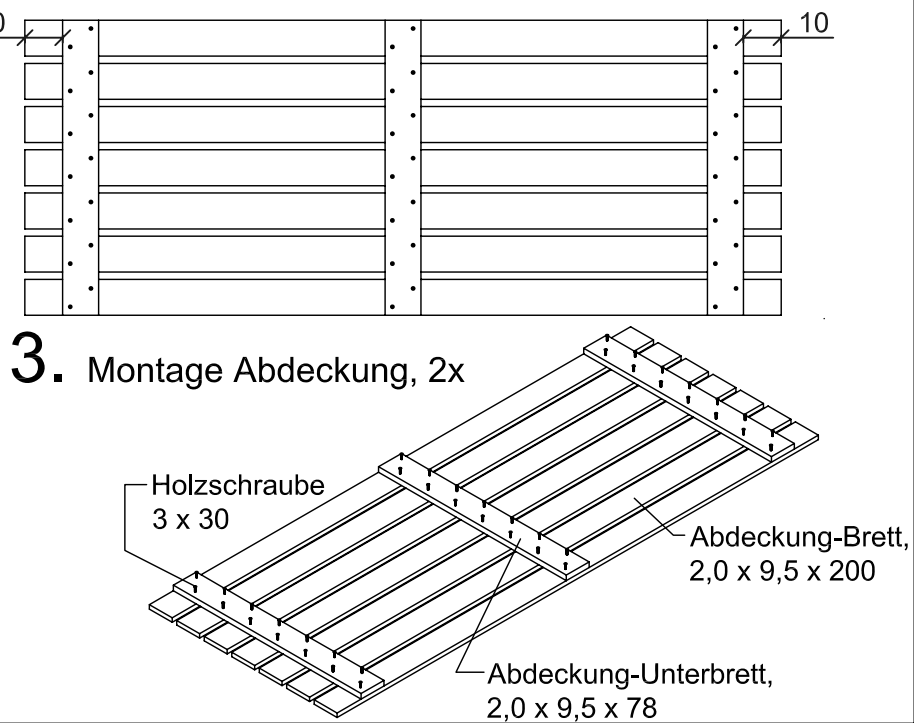 10
3. Montage Abdeckung, 2x
Holzschraube
3 x 30
Abdeckung-Brett,
2,0 x 9,5 x 200
Abdeckung-Unterbrett,
2,0 x 9,5 x 78